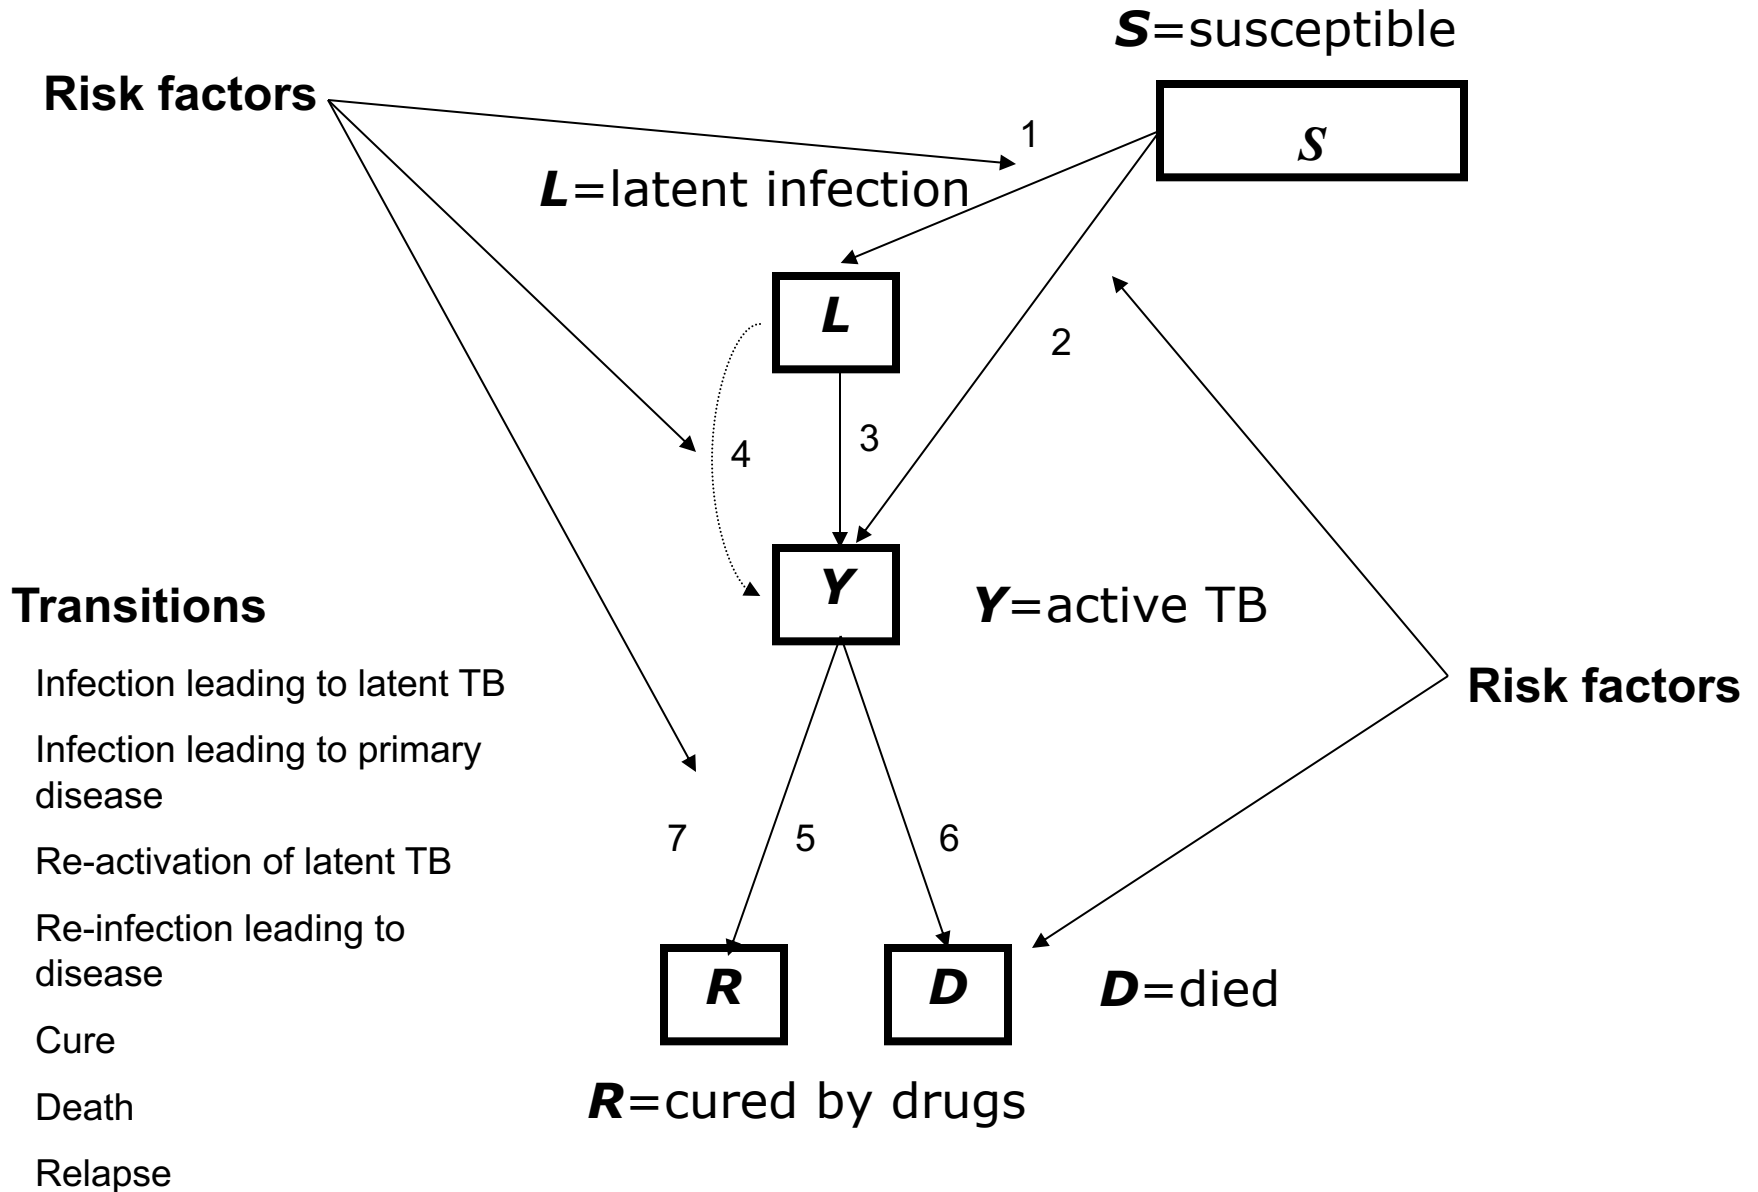 S=susceptible
Risk factors
S
1
L=latent infection
L
2
3
4
Y
Y=active TB
Transitions
Infection leading to latent TB
Infection leading to primary
disease
Re-activation of latent TB
Re-infection leading to
disease
Cure
Death
Relapse
Risk factors
7
5
6
R
D
D=died
R=cured by drugs